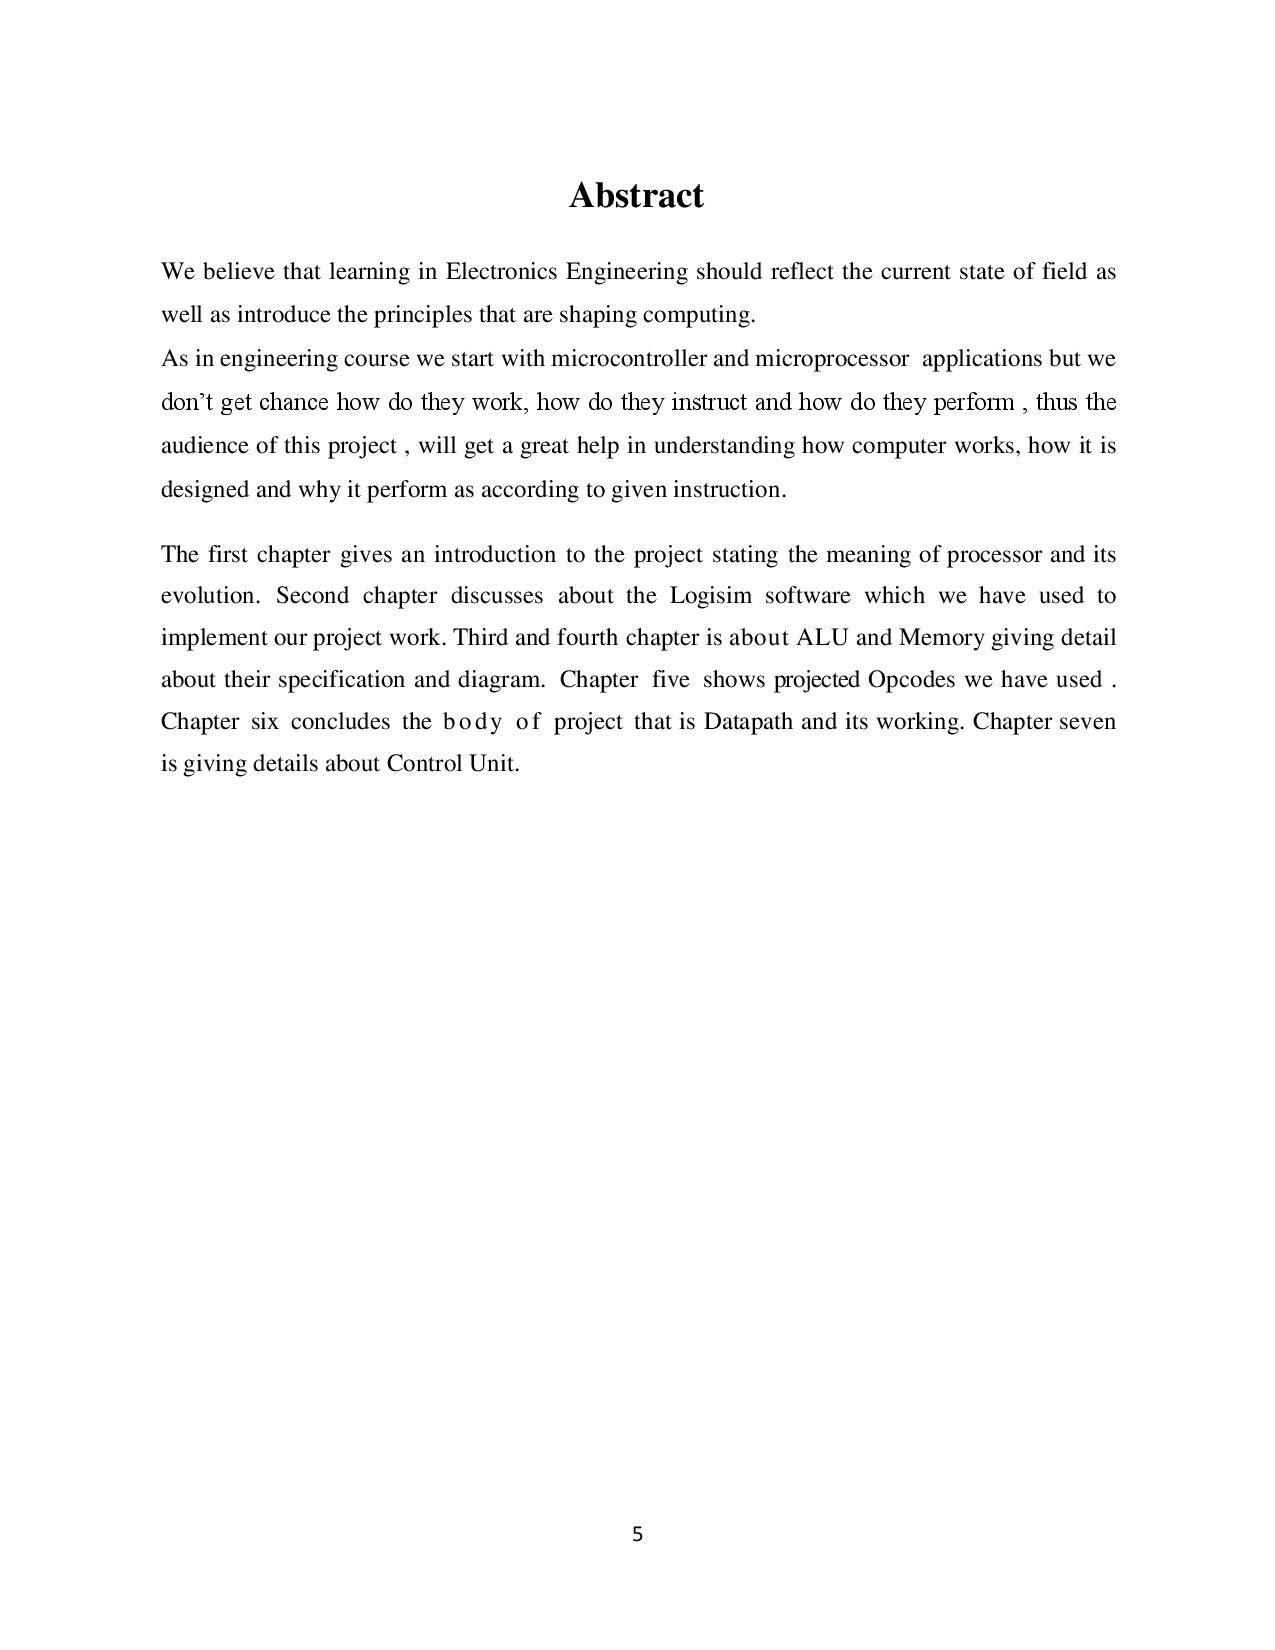 Abstract
We believe that learning in Electronics Engineering should reflect the current state of field as
well as introduce the principles that are shaping computing.
As in engineering course we start with microcontroller and microprocessor applications but we
don’t get chance how do they work, how do they instruct and how do they perform , thus the
audience of this project , will get a great help in understanding how computer works, how it is
designed and why it perform as according to given instruction.
The first chapter gives an introduction to the project stating the meaning of processor and its
evolution. Second chapter discusses about the Logisim software which we have used to
implement our project work. Third and fourth chapter is about ALU and Memory giving detail
about their specification and diagram. Chapter five shows projected Opcodes we have used .
Chapter six concludes the body of project that is Datapath and its working. Chapter seven
is giving details about Control Unit.
5